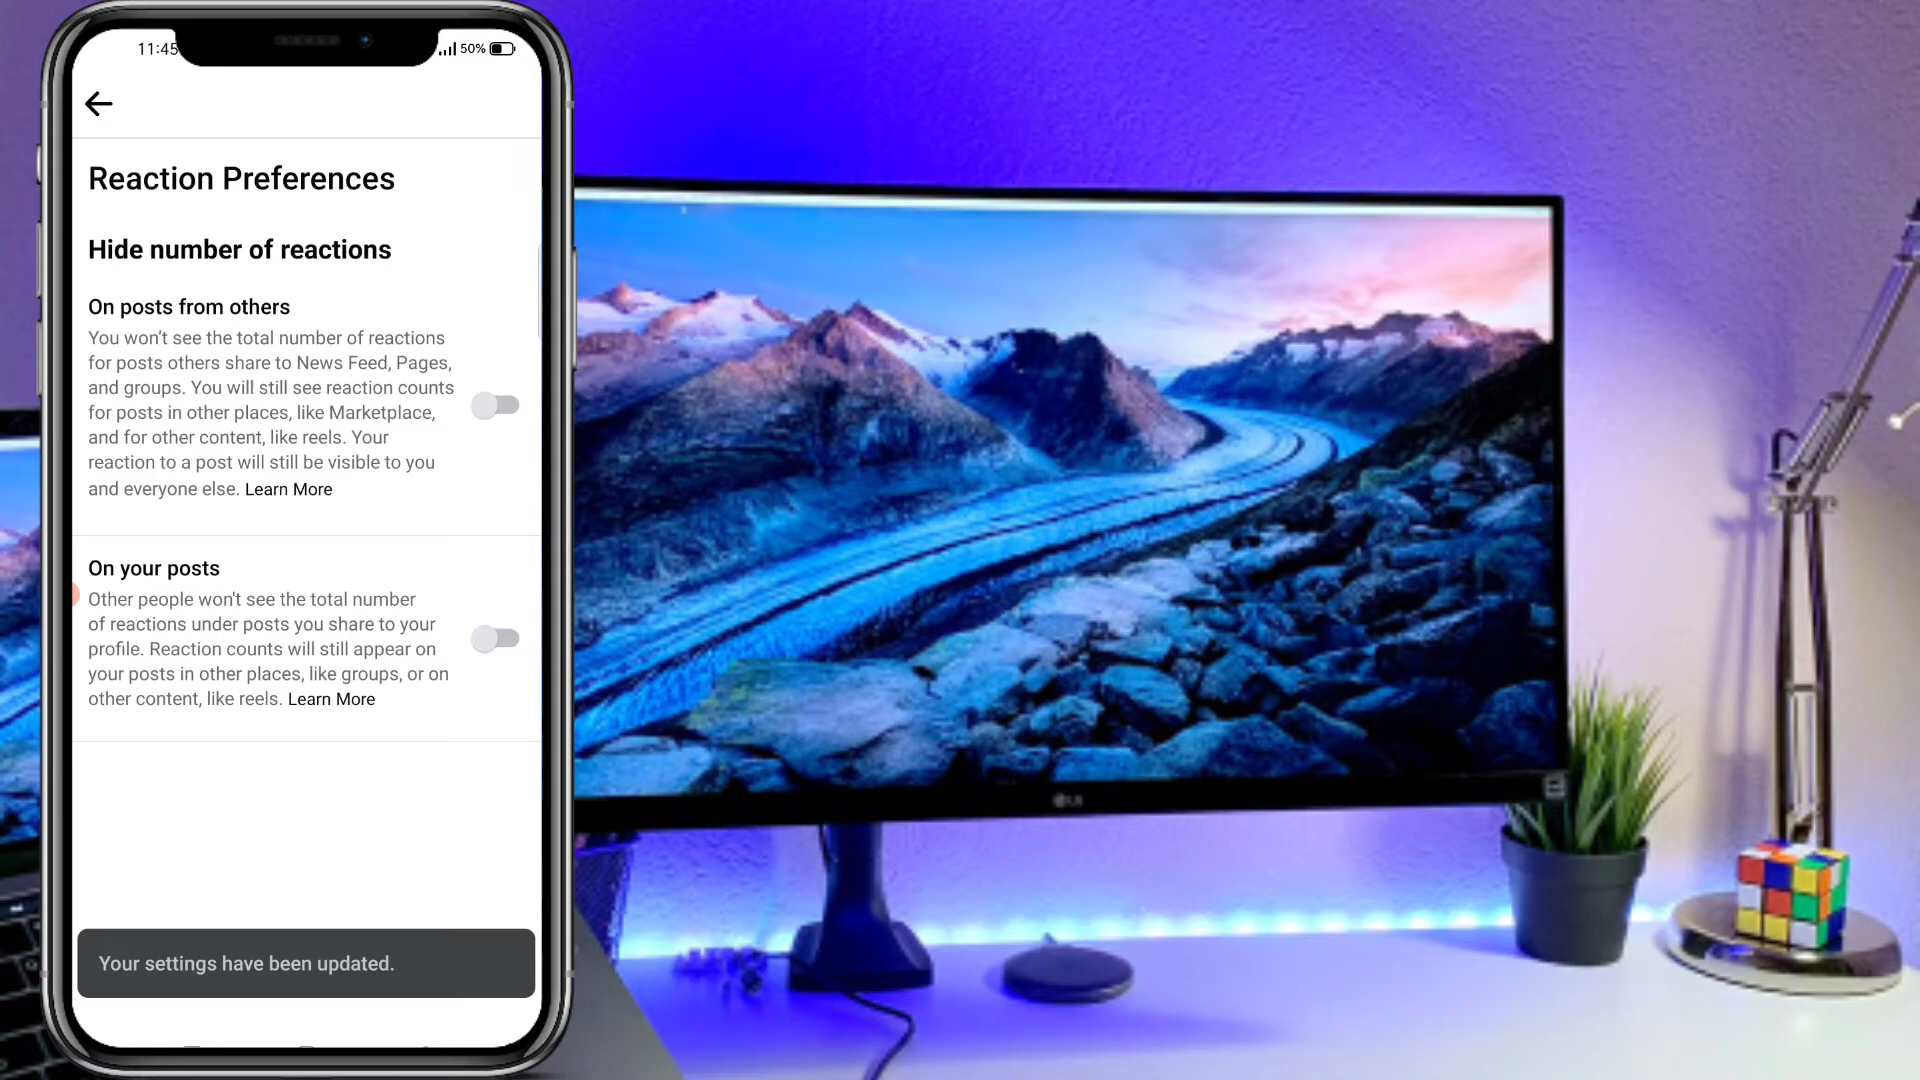 11:45
50%
Reaction Preferences
Hide number of reactions
On posts from others
You won't see the total number of reactions
for posts others share to News Feed, Pages,
and groups. You will still see reaction counts
for posts in other places, like Marketplace,
and for other content, like reels. Your
reaction to a post will still be visible to you
and everyone else. Learn More
On your posts
Other people won't see the total number
of reactions under posts you share to your
profile. Reaction counts will still appear on
your posts in other places, like groups, or on
other content, like reels. Learn More
Your settings have been updated.
LG